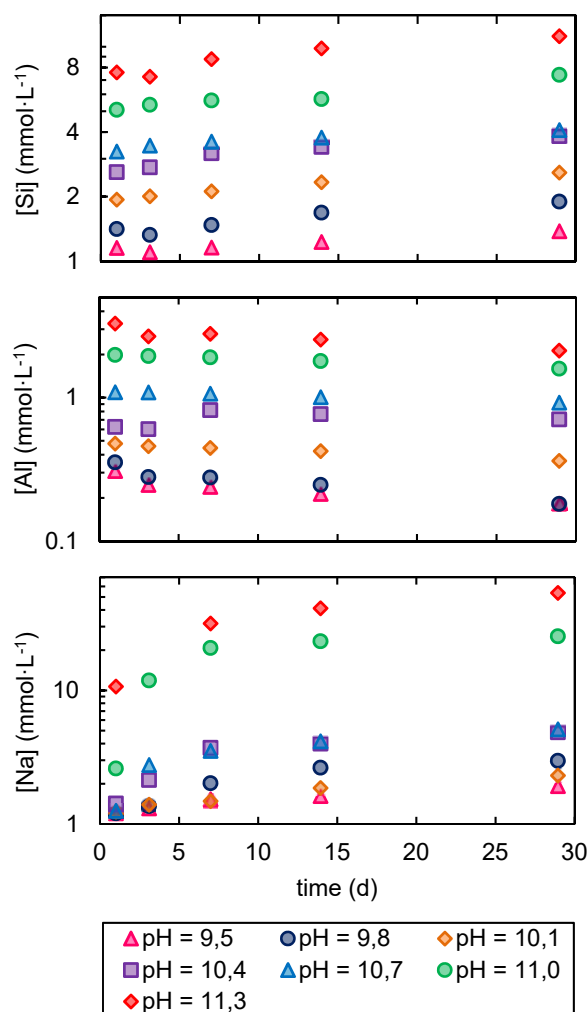 [Si] (mmol·L⁻¹)
8
4
2
1
[Al] (mmol·L⁻¹)
1
0.1
[Na] (mmol·L⁻¹)
10
1
0 5 10 15 20 25 30
time (d)
pH = 9,5 pH = 9,8 pH = 10,1
pH = 10,4 pH = 10,7 pH = 11,0
pH = 11,3